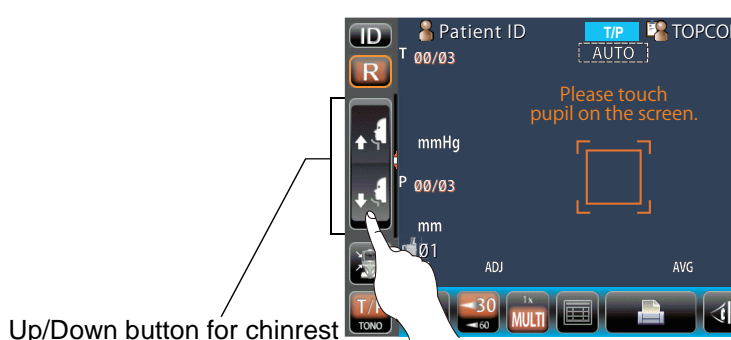 ID
Patient ID
T/P
TOPCO
R
T 00/03
AUTO
Please touch
pupil on the screen.
mmHg
P 00/03
mm
01
ADJ
AVG
T/
TONO
30
60
1x
MULTI
Up/Down button for chinrest